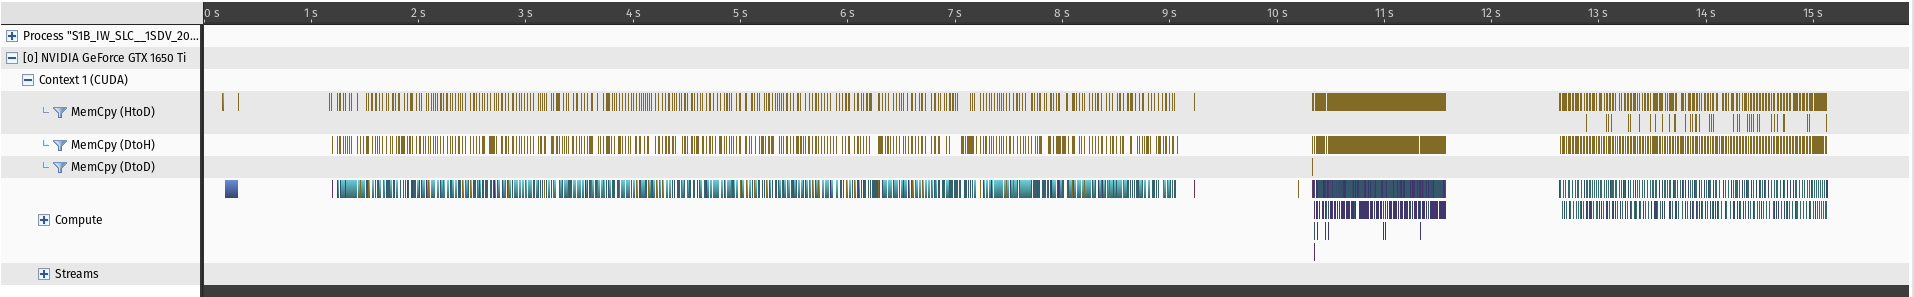 0 s 1 s 2 s 3 s 4 s 5 s 6 s 7 s 8 s 9 s 10 s 11 s 12 s 13 s 14 s 15 s
Process "S1B_IW_SLC__1SDV_20...
[0] NVIDIA GeForce GTX 1650 Ti
Context 1 (CUDA)
MemCpy (HtoD)
MemCpy (DtoH)
MemCpy (DtoD)
Compute
Streams